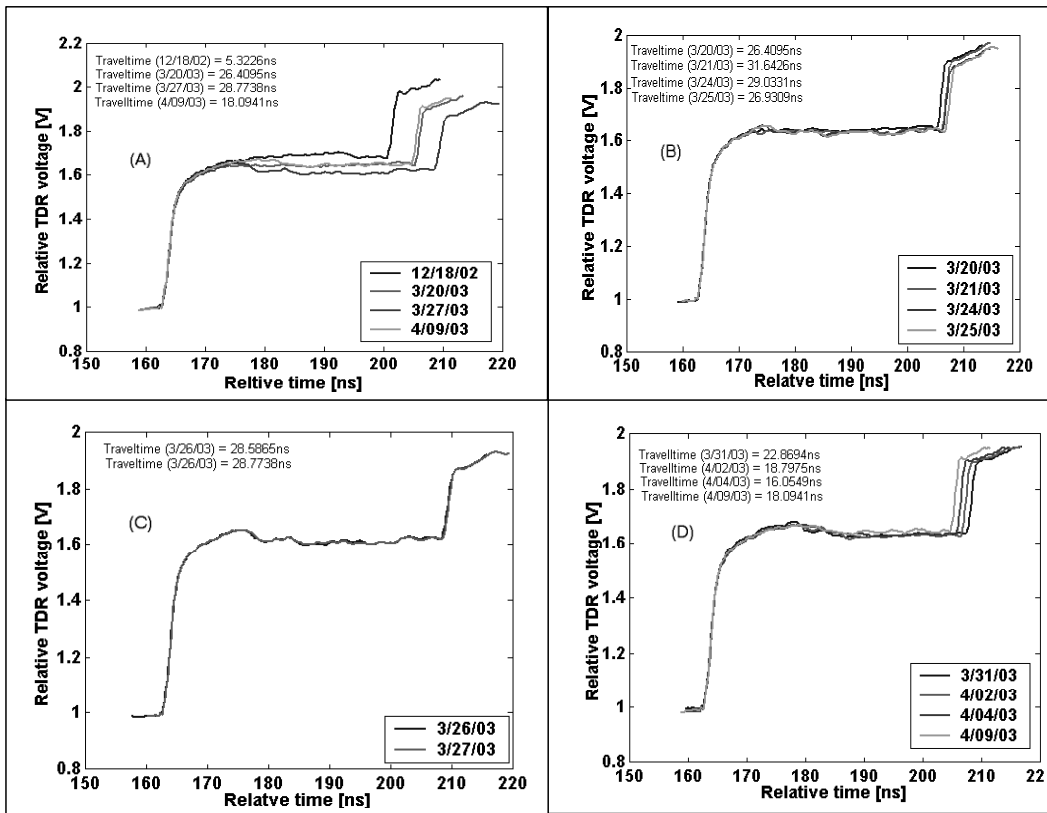 Traveltime (12/18/02) = 5.3226ns
Traveltime (3/20/03) = 26.4095ns
Traveltime (3/27/03) = 28.7738ns
Travelltime (4/09/03) = 18.0941ns
(A)
Relative TDR voltage [V]
2.2
2
1.8
1.6
1.4
1.2
1
0.8
12/18/02
3/20/03
3/27/03
4/09/03
150 160 170 180 190 200 210 220
Reltive time [ns]
Traveltime (3/20/03) = 26.4095ns
Traveltime (3/21/03) = 31.6426ns
Traveltime (3/24/03) = 29.0331ns
Traveltime (3/25/03) = 26.9309ns
(B)
Relative TDR voltage [V]
2
1.8
1.6
1.4
1.2
1
0.8
3/20/03
3/21/03
3/24/03
3/25/03
150 160 170 180 190 200 210 220
Relatve time [ns]
Traveltime (3/26/03) = 28.5865ns
Traveltime (3/26/03) = 28.7738ns
(C)
Relative TDR voltage [V]
2
1.8
1.6
1.4
1.2
1
0.8
3/26/03
3/27/03
150 160 170 180 190 200 210 220
Relatve time [ns]
Travelltime (3/31/03) = 22.8694ns
Travelltime (4/02/03) = 18.7975ns
Travelltime (4/04/03) = 16.0549ns
Travelltime (4/09/03) = 18.0941ns
(D)
Relative TDR voltage [V]
2
1.8
1.6
1.4
1.2
1
0.8
3/31/03
4/02/03
4/04/03
4/09/03
150 160 170 180 190 200 210 22
Relatve time [ns]